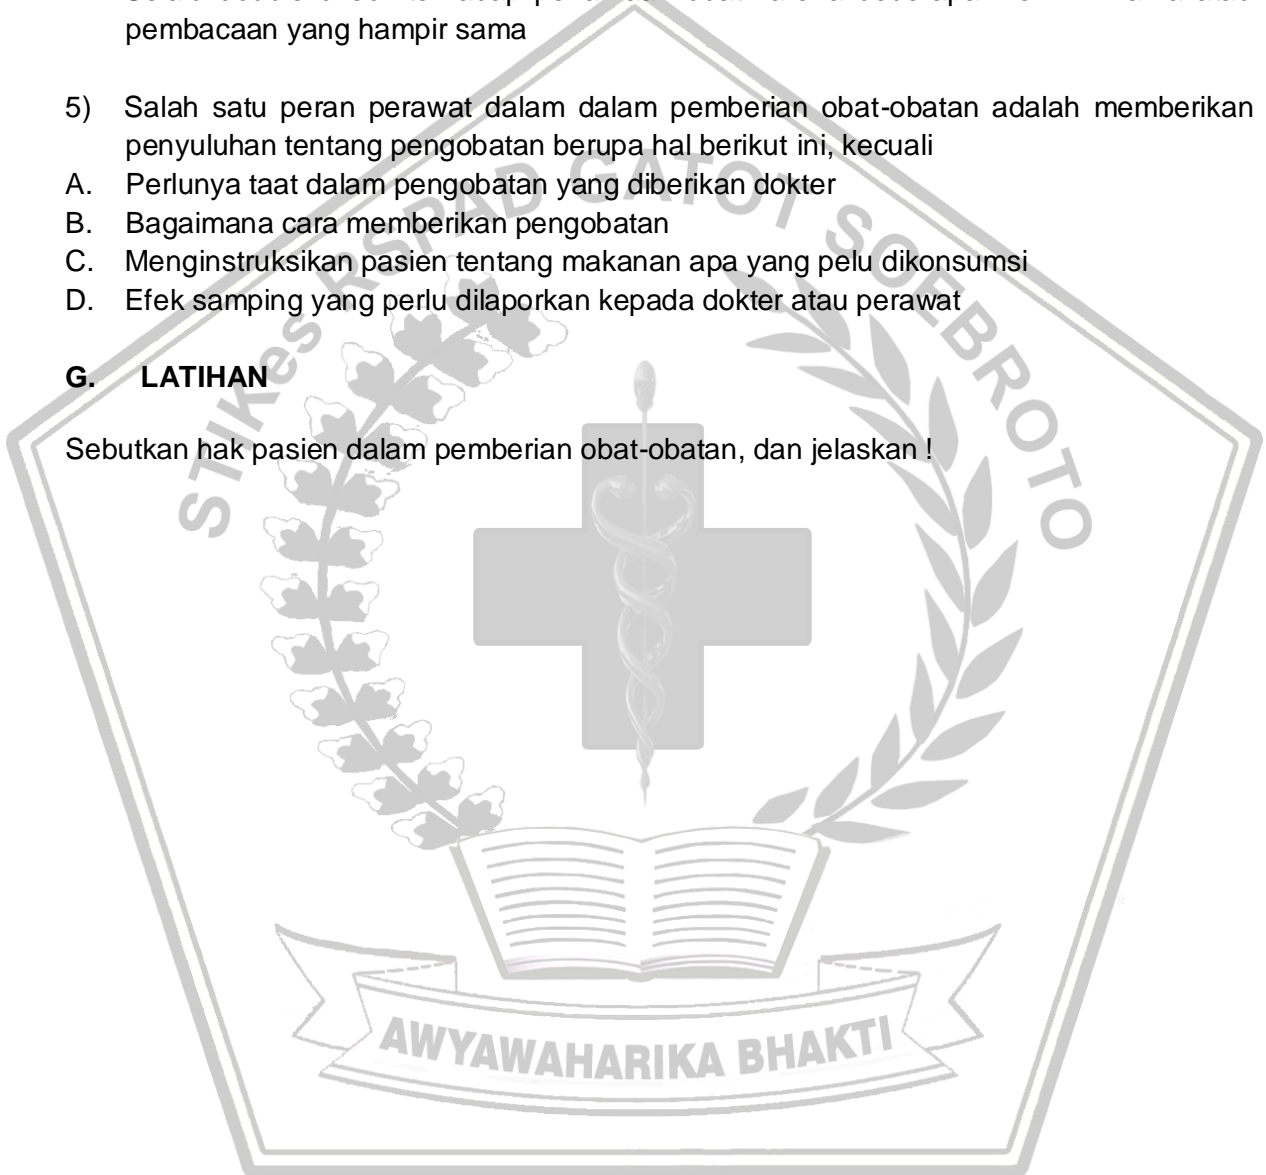 pembacaan yang hampir sama
5) Salah satu peran perawat dalam dalam pemberian obat-obatan adalah memberikan
penyuluhan tentang pengobatan berupa hal berikut ini, kecuali
A. Perlunya taat dalam pengobatan yang diberikan dokter
B. Bagaimana cara memberikan pengobatan
C. Menginstruksikan pasien tentang makanan apa yang pelu dikonsumsi
D. Efek samping yang perlu dilaporkan kepada dokter atau perawat
G. LATIHAN
Sebutkan hak pasien dalam pemberian obat-obatan, dan jelaskan !
STIKes RSPAD GATOT SOEBROTO
AWYAWAHARIKA BHAKTI